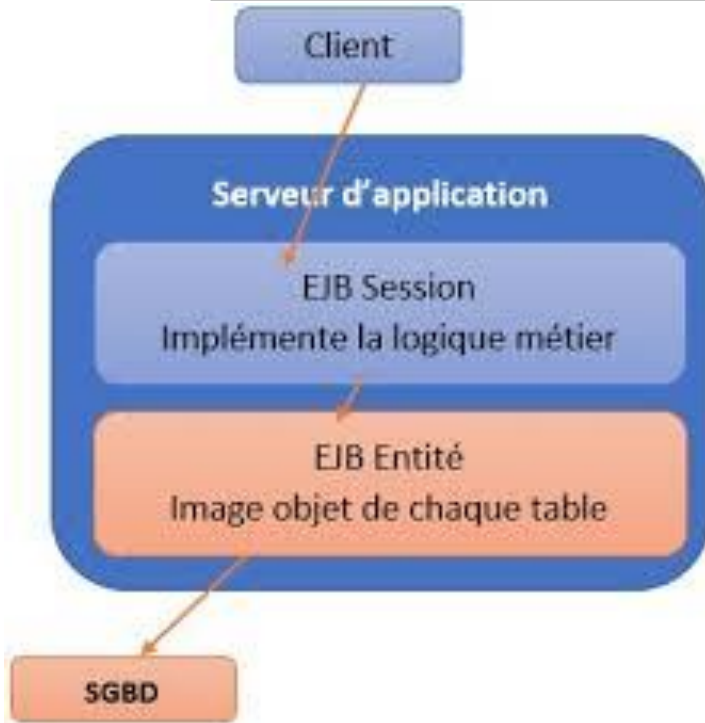 Client
Serveur d'application
EJB Session
Implémente la logique métier
EJB Entité
Image objet de chaque table
SGBD